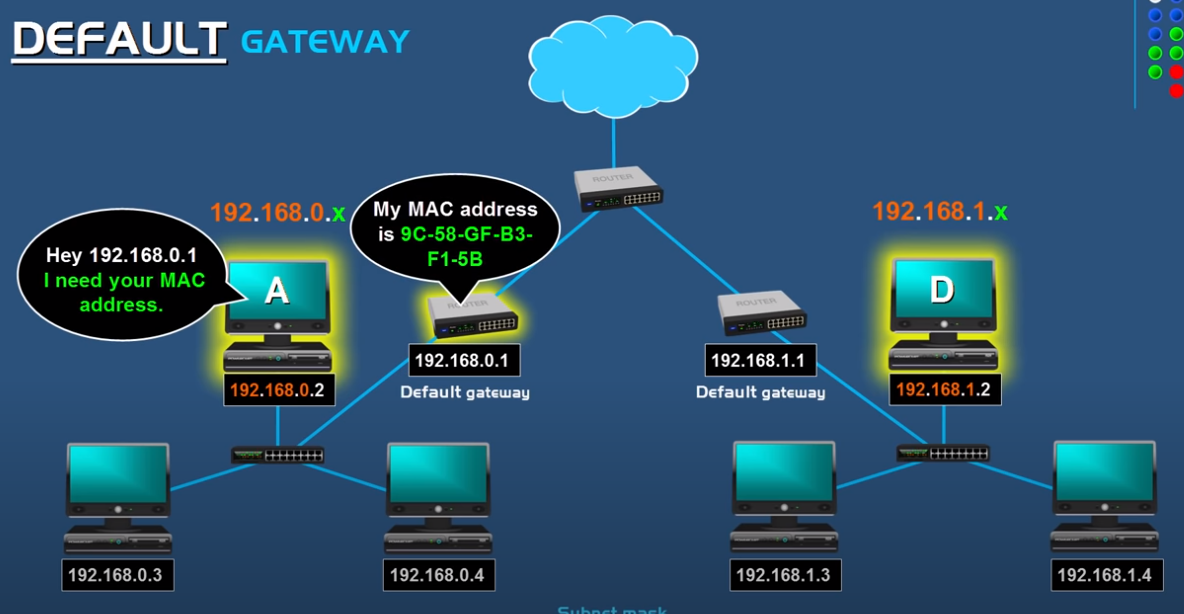 DEFAULT GATEWAY
ROUTER
192.168.0.x
My MAC address
is 9C-58-GF-B3-
F1-5B
192.168.1.x
Hey 192.168.0.1
I need your MAC
address.
A
ROUTER
ROUTER
D
192.168.0.1
Default gateway
192.168.1.1
Default gateway
192.168.0.2
192.168.1.2
192.168.0.3
192.168.0.4
192.168.1.3
192.168.1.4
Subnet mask